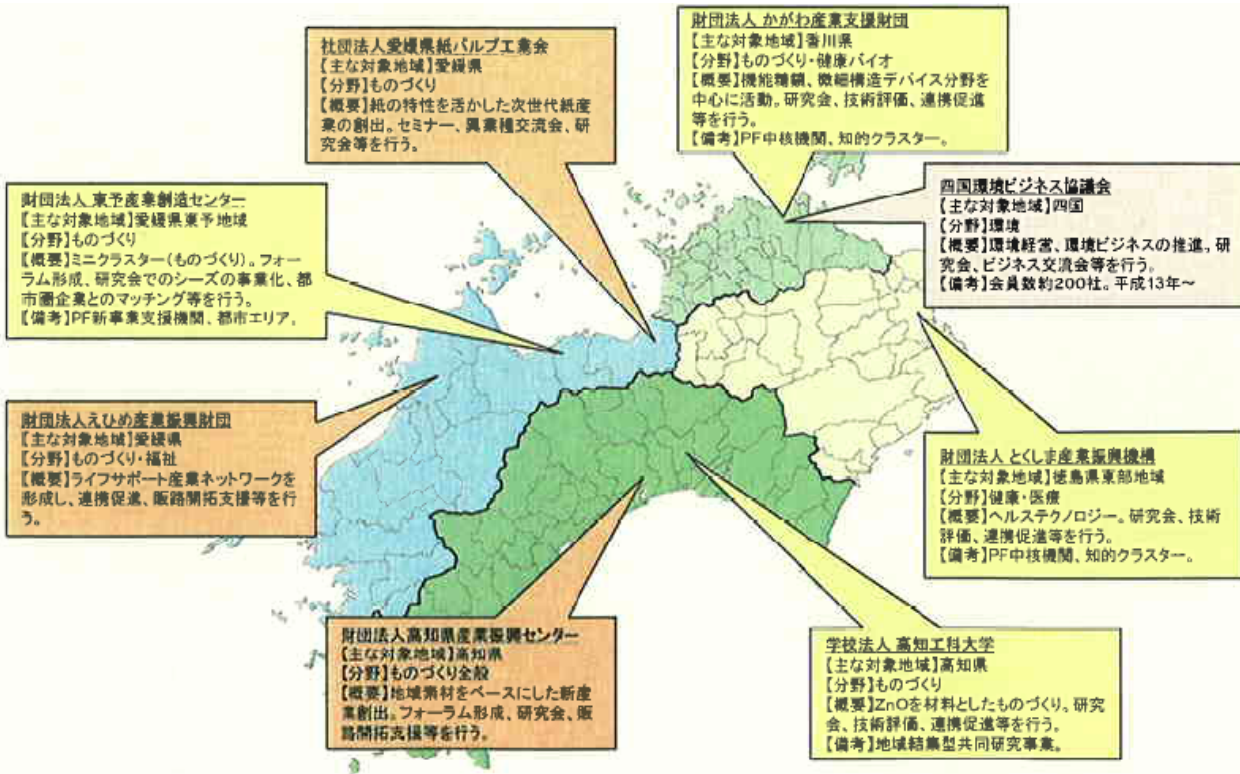 財団法人 かがわ産業支援財団
【主な対象地域】香川県
【分野】ものづくり・健康バイオ
【概要】機能糖鎖、微細構造デバイス分野を
中心に活動。研究会、技術評価、連携促進
等を行う。
【備考】PF中核機関、知的クラスター。
社団法人愛媛県紙パルプ工業会
【主な対象地域】愛媛県
【分野】ものづくり
【概要】紙の特性を活かした次世代紙産
業の創出。セミナー、異業種交流会、研
究会等を行う。
四国環境ビジネス協議会
【主な対象地域】四国
【分野】環境
【概要】環境経営、環境ビジネスの推進。研
究会、ビジネス交流会等を行う。
【備考】会員数約200社。平成13年~
財団法人 東予産業創造センター
【主な対象地域】愛媛県東予地域
【分野】ものづくり
【概要】ミニクラスター(ものづくり)。フォー
ラム形成、研究会でのシーズの事業化、都
市圏企業とのマッチング等を行う。
【備考】PF新事業支援機関、都市エリア。
財団法人えひめ産業振興財団
【主な対象地域】愛媛県
【分野】ものづくり・福祉
【概要】ライフサポート産業ネットワークを
形成し、連携促進、販路開拓支援等を行
う。
財団法人 とくしま産業振興機構
【主な対象地域】徳島県東部地域
【分野】健康・医療
【概要】ヘルステクノロジー。研究会、技術
評価、連携促進等を行う。
【備考】PF中核機関、知的クラスター。
財団法人高知県産業振興センター
【主な対象地域】高知県
【分野】ものづくり全般
【概要】地域素材をベースにした新産
業創出。フォーラム形成、研究会、販
路開拓支援等を行う。
学校法人 高知工科大学
【主な対象地域】高知県
【分野】ものづくり
【概要】ZnOを材料としたものづくり。研究
会、技術評価、連携促進等を行う。
【備考】地域結集型共同研究事業。